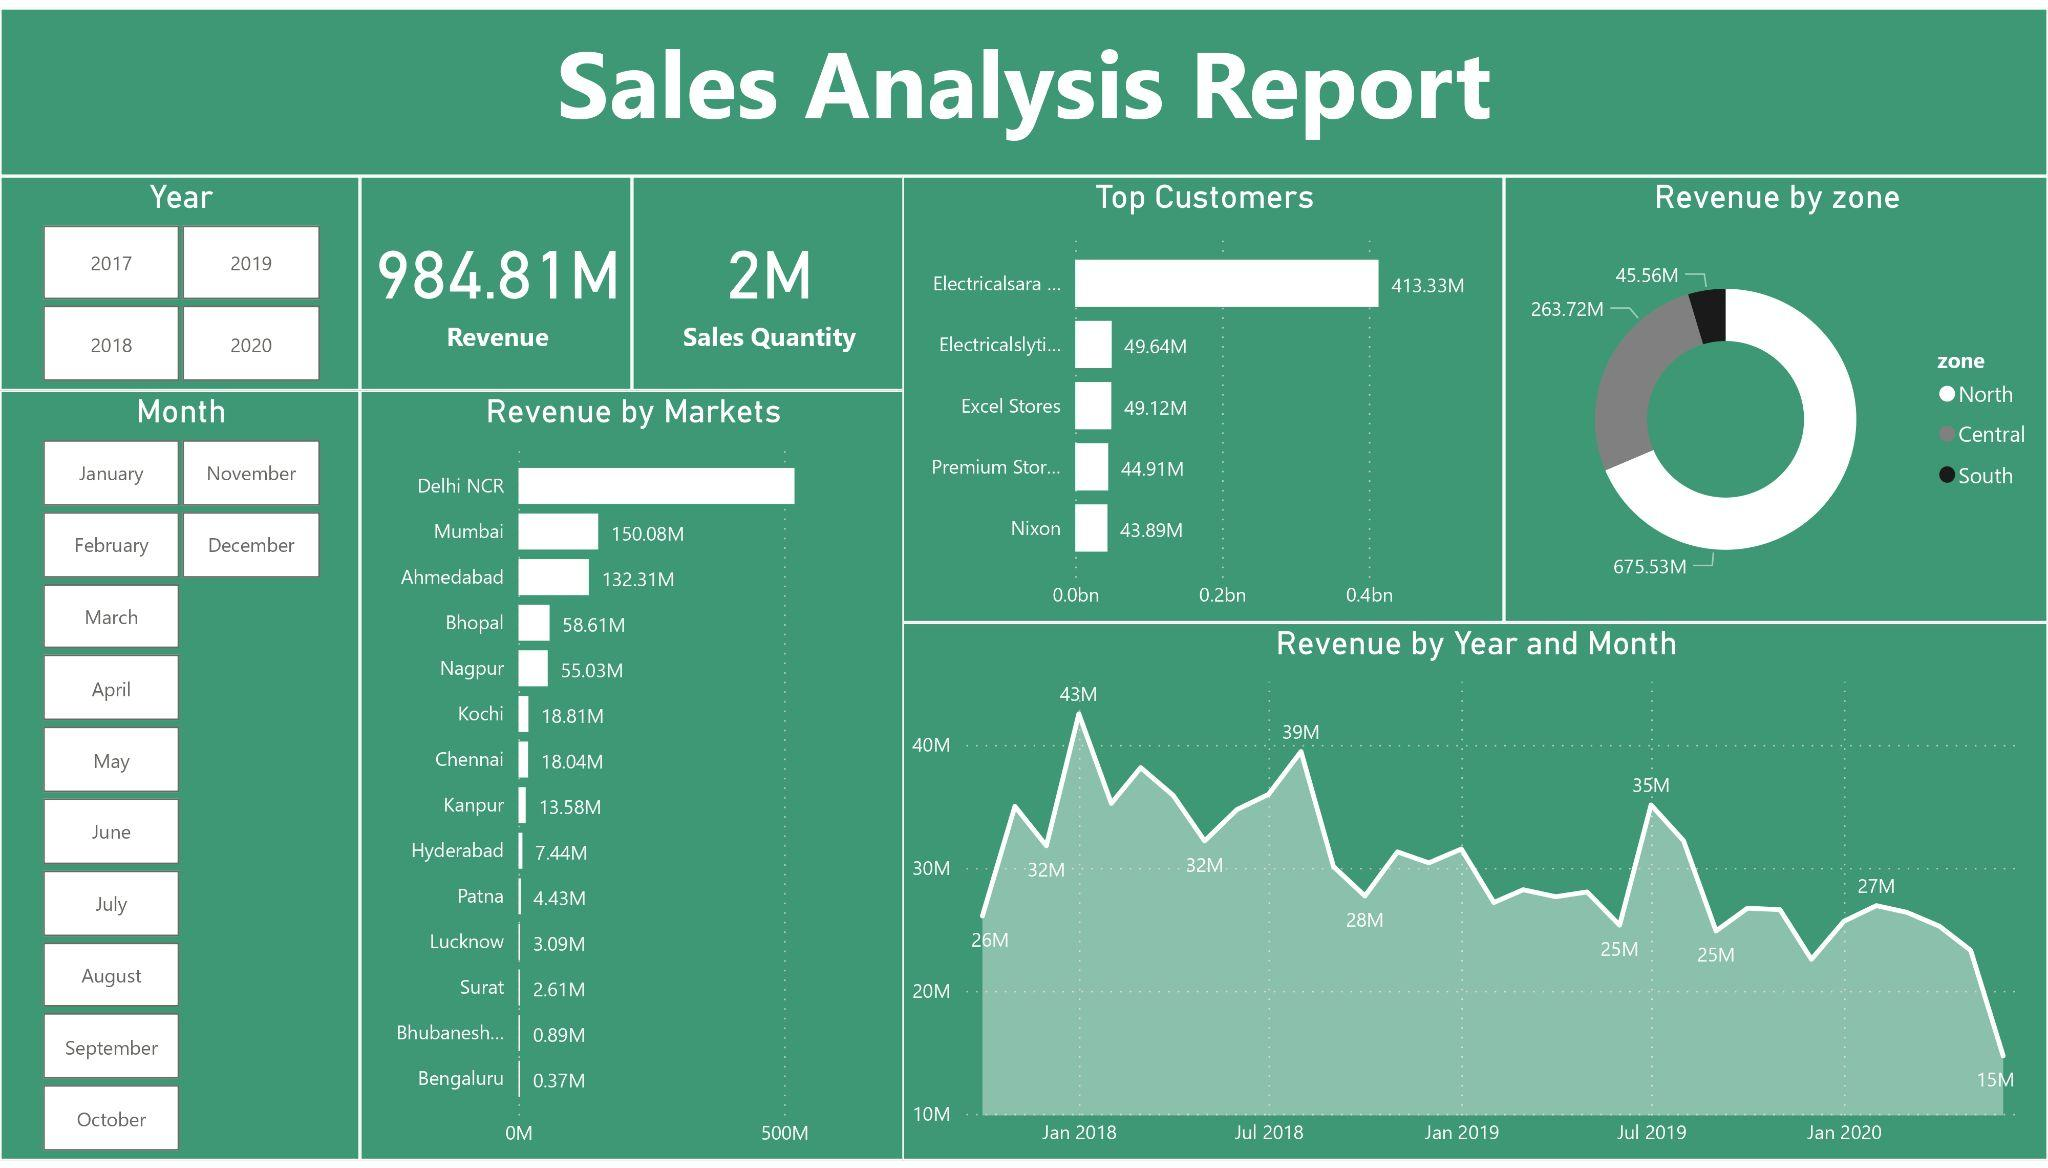 Sales Analysis Report
Year
2017
2019
2018
2020
984.81M
Revenue
2M
Sales Quantity
Top Customers
Electricalsara ...
413.33M
Electricalslyti...
49.64M
Excel Stores
49.12M
Premium Stor...
44.91M
Nixon
43.89M
0.0bn
0.2bn
0.4bn
Revenue by zone
45.56M
263.72M
675.53M
zone
North
Central
South
Month
January
November
February
December
March
April
May
June
July
August
September
October
Revenue by Markets
Delhi NCR
Mumbai
150.08M
Ahmedabad
132.31M
Bhopal
58.61M
Nagpur
55.03M
Kochi
18.81M
Chennai
18.04M
Kanpur
13.58M
Hyderabad
7.44M
Patna
4.43M
Lucknow
3.09M
Surat
2.61M
Bhubanesh...
0.89M
Bengaluru
0.37M
0M
500M
Revenue by Year and Month
43M
39M
40M
35M
32M
32M
30M
27M
28M
26M
25M
25M
20M
15M
10M
Jan 2018
Jul 2018
Jan 2019
Jul 2019
Jan 2020